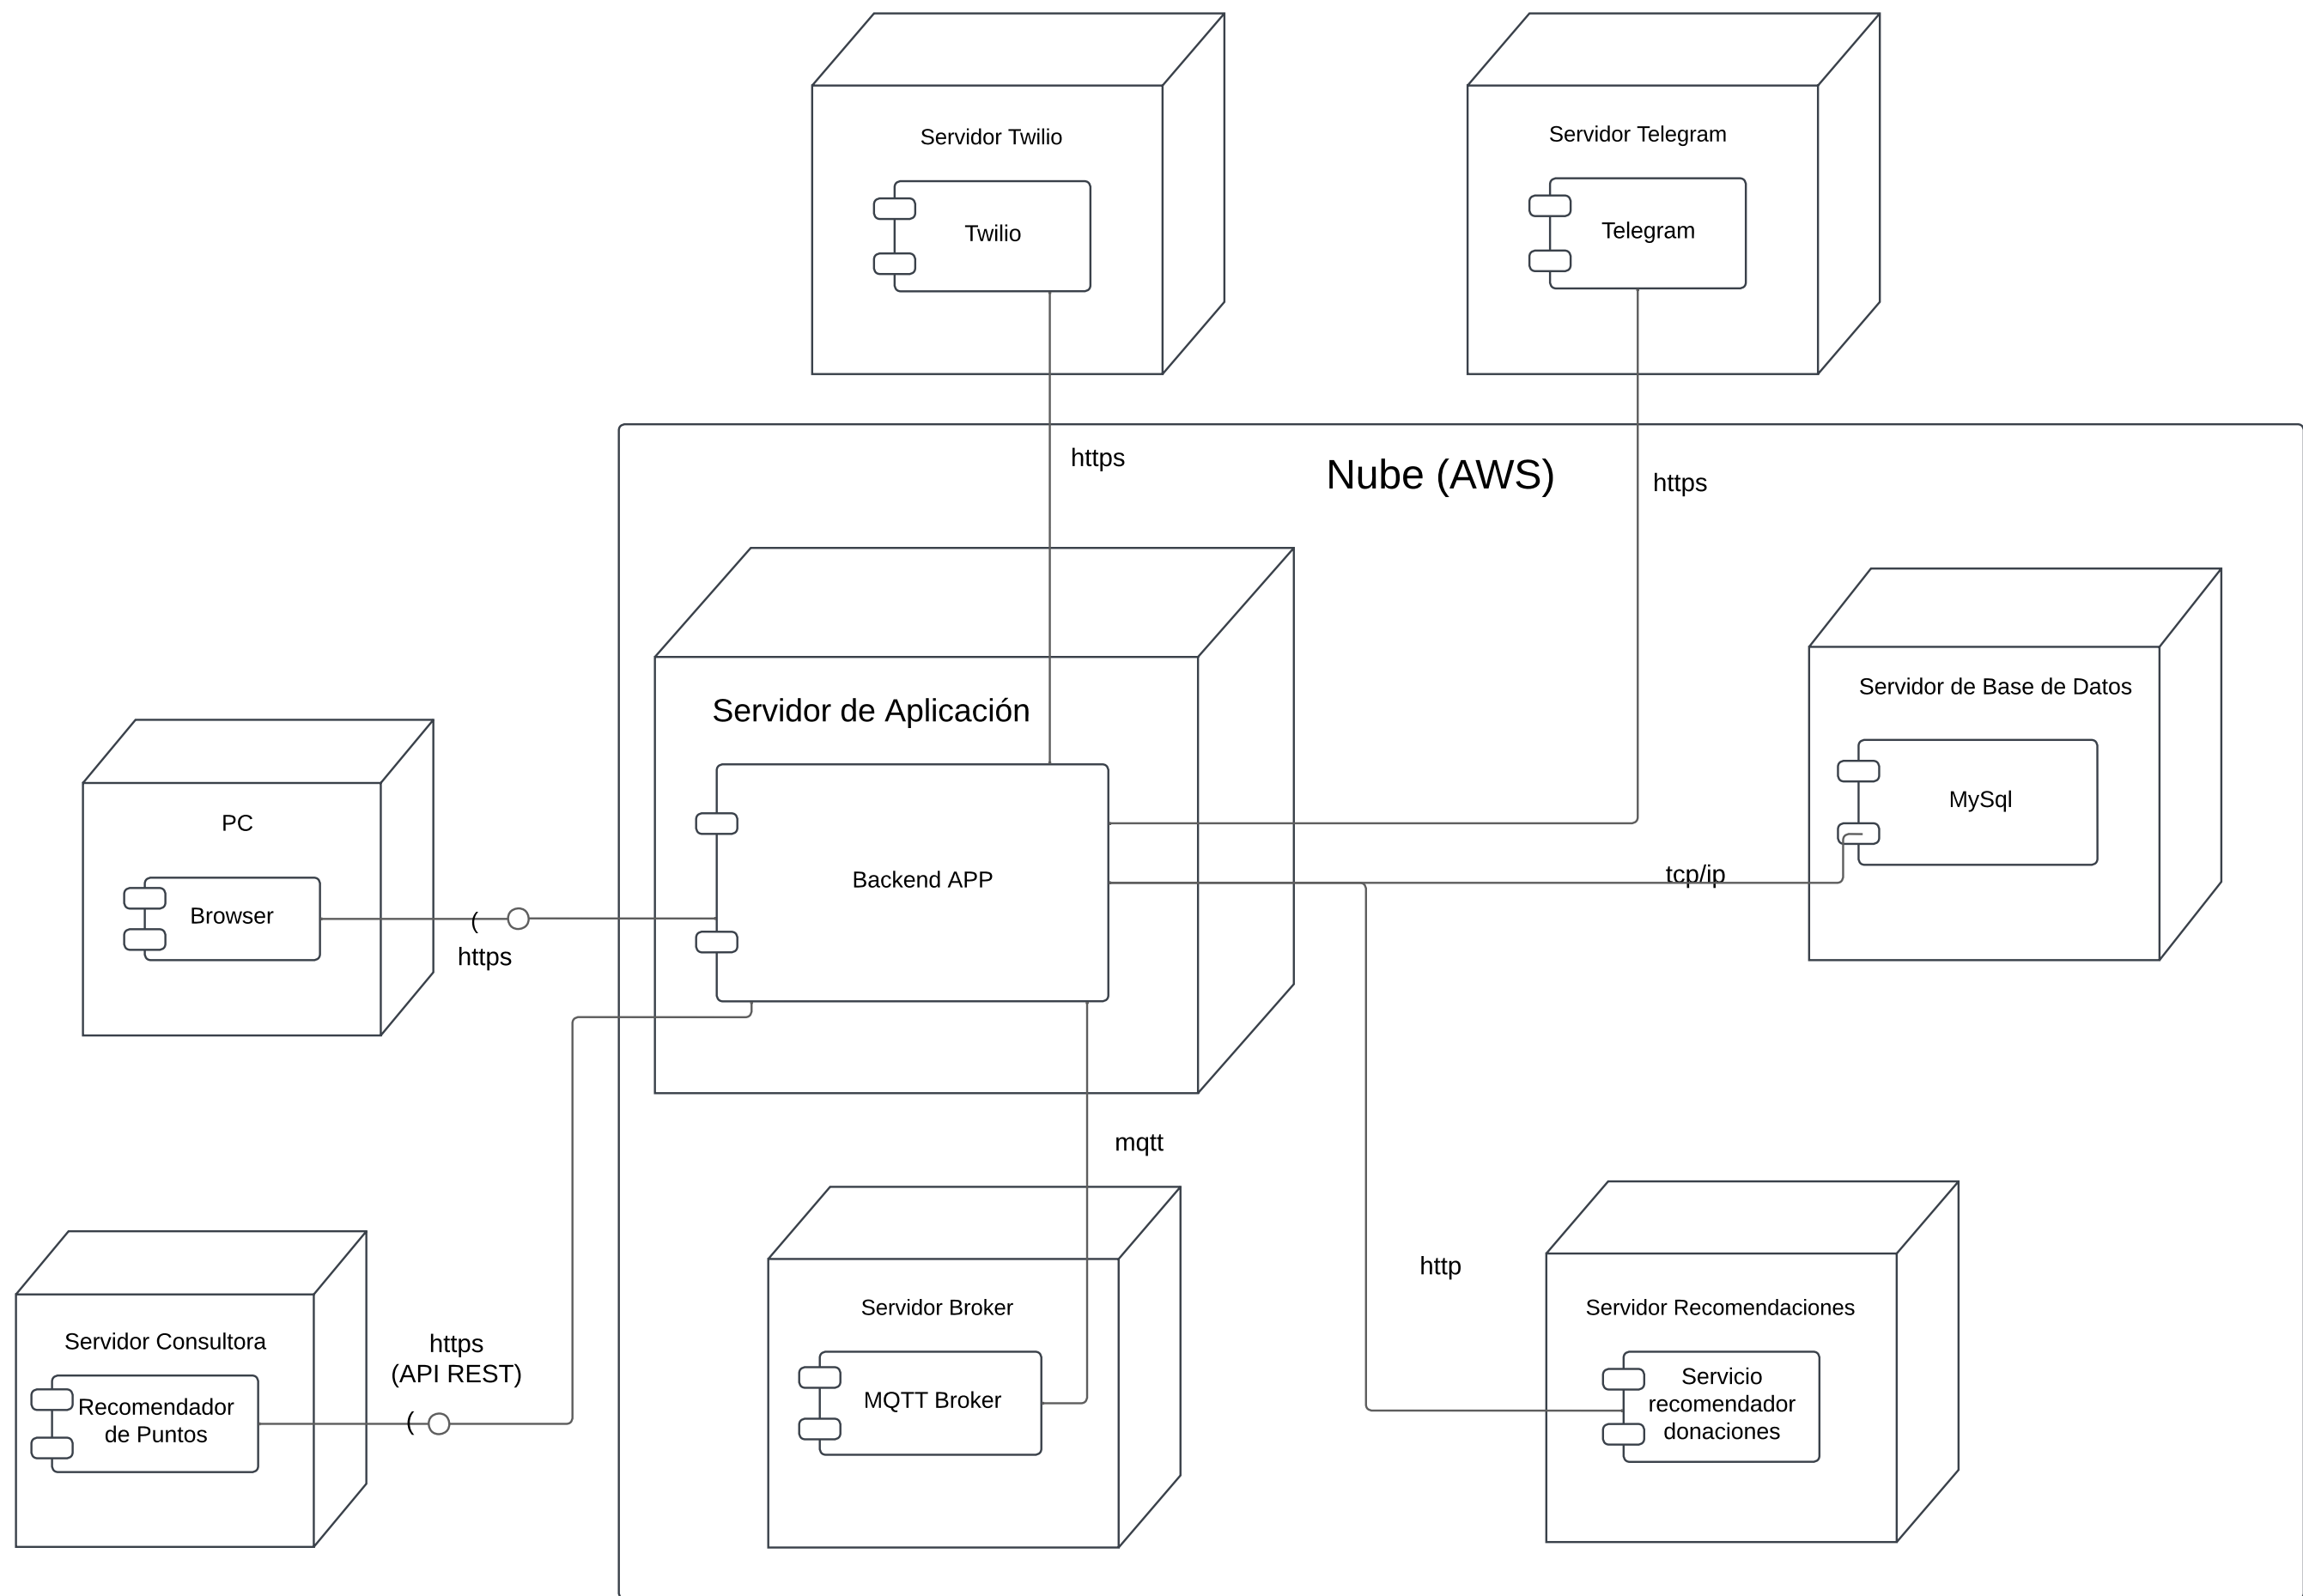 Servidor Twilio
Twilio
Servidor Telegram
Telegram
https
Nube (AWS)
https
Servidor de Aplicación
Backend APP
Servidor de Base de Datos
MySql
tcp/ip
PC
Browser
(
https
mqtt
http
Servidor Consultora
Recomendador
de Puntos
https
(API REST)
(
Servidor Broker
MQTT Broker
Servidor Recomendaciones
Servicio
recomendador
donaciones